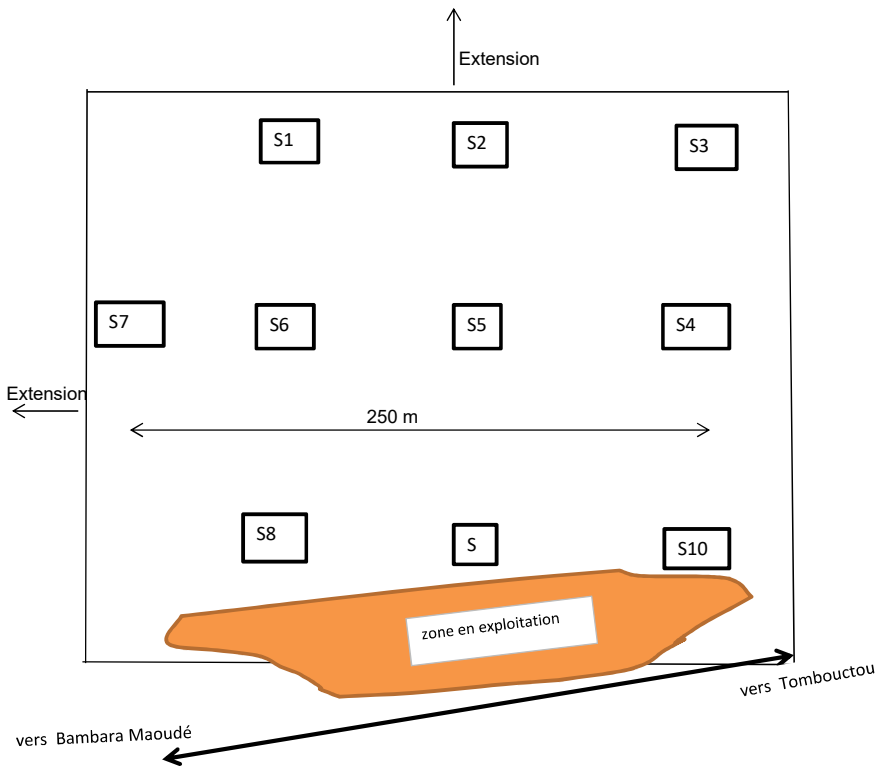 Extension
S1
S2
S3
S7
S6
S5
S4
Extension
250 m
S8
S
S10
zone en exploitation
vers Tombouctou
vers Bambara Maoudé